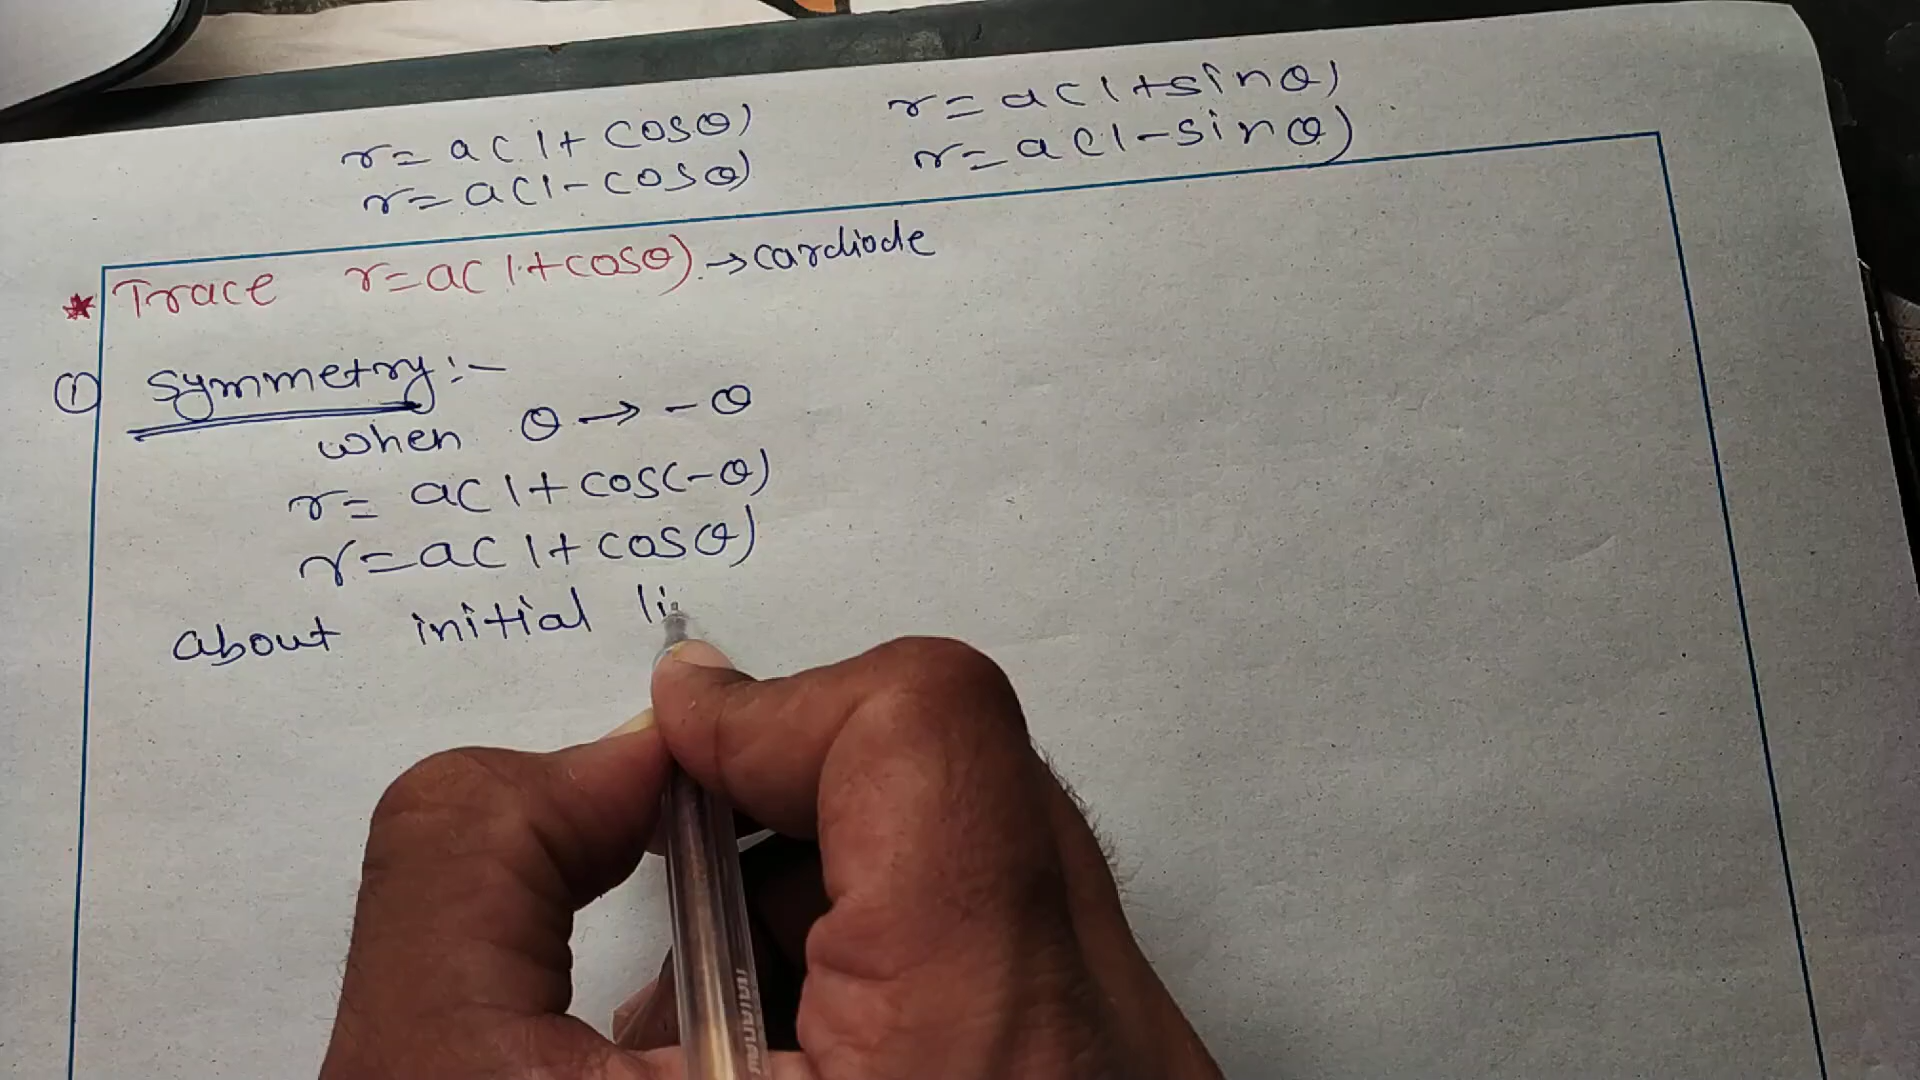 r = a(1 + cosθ)
r = a(1 - cosθ)
r = a(1 + sinθ)
r = a(1 - sinθ)
* Trace r = a(1 + cosθ). → cardiode
① Symmetry :-
when θ → -θ
r = a(1 + cos(-θ)
r = a(1 + cosθ)
about initial li